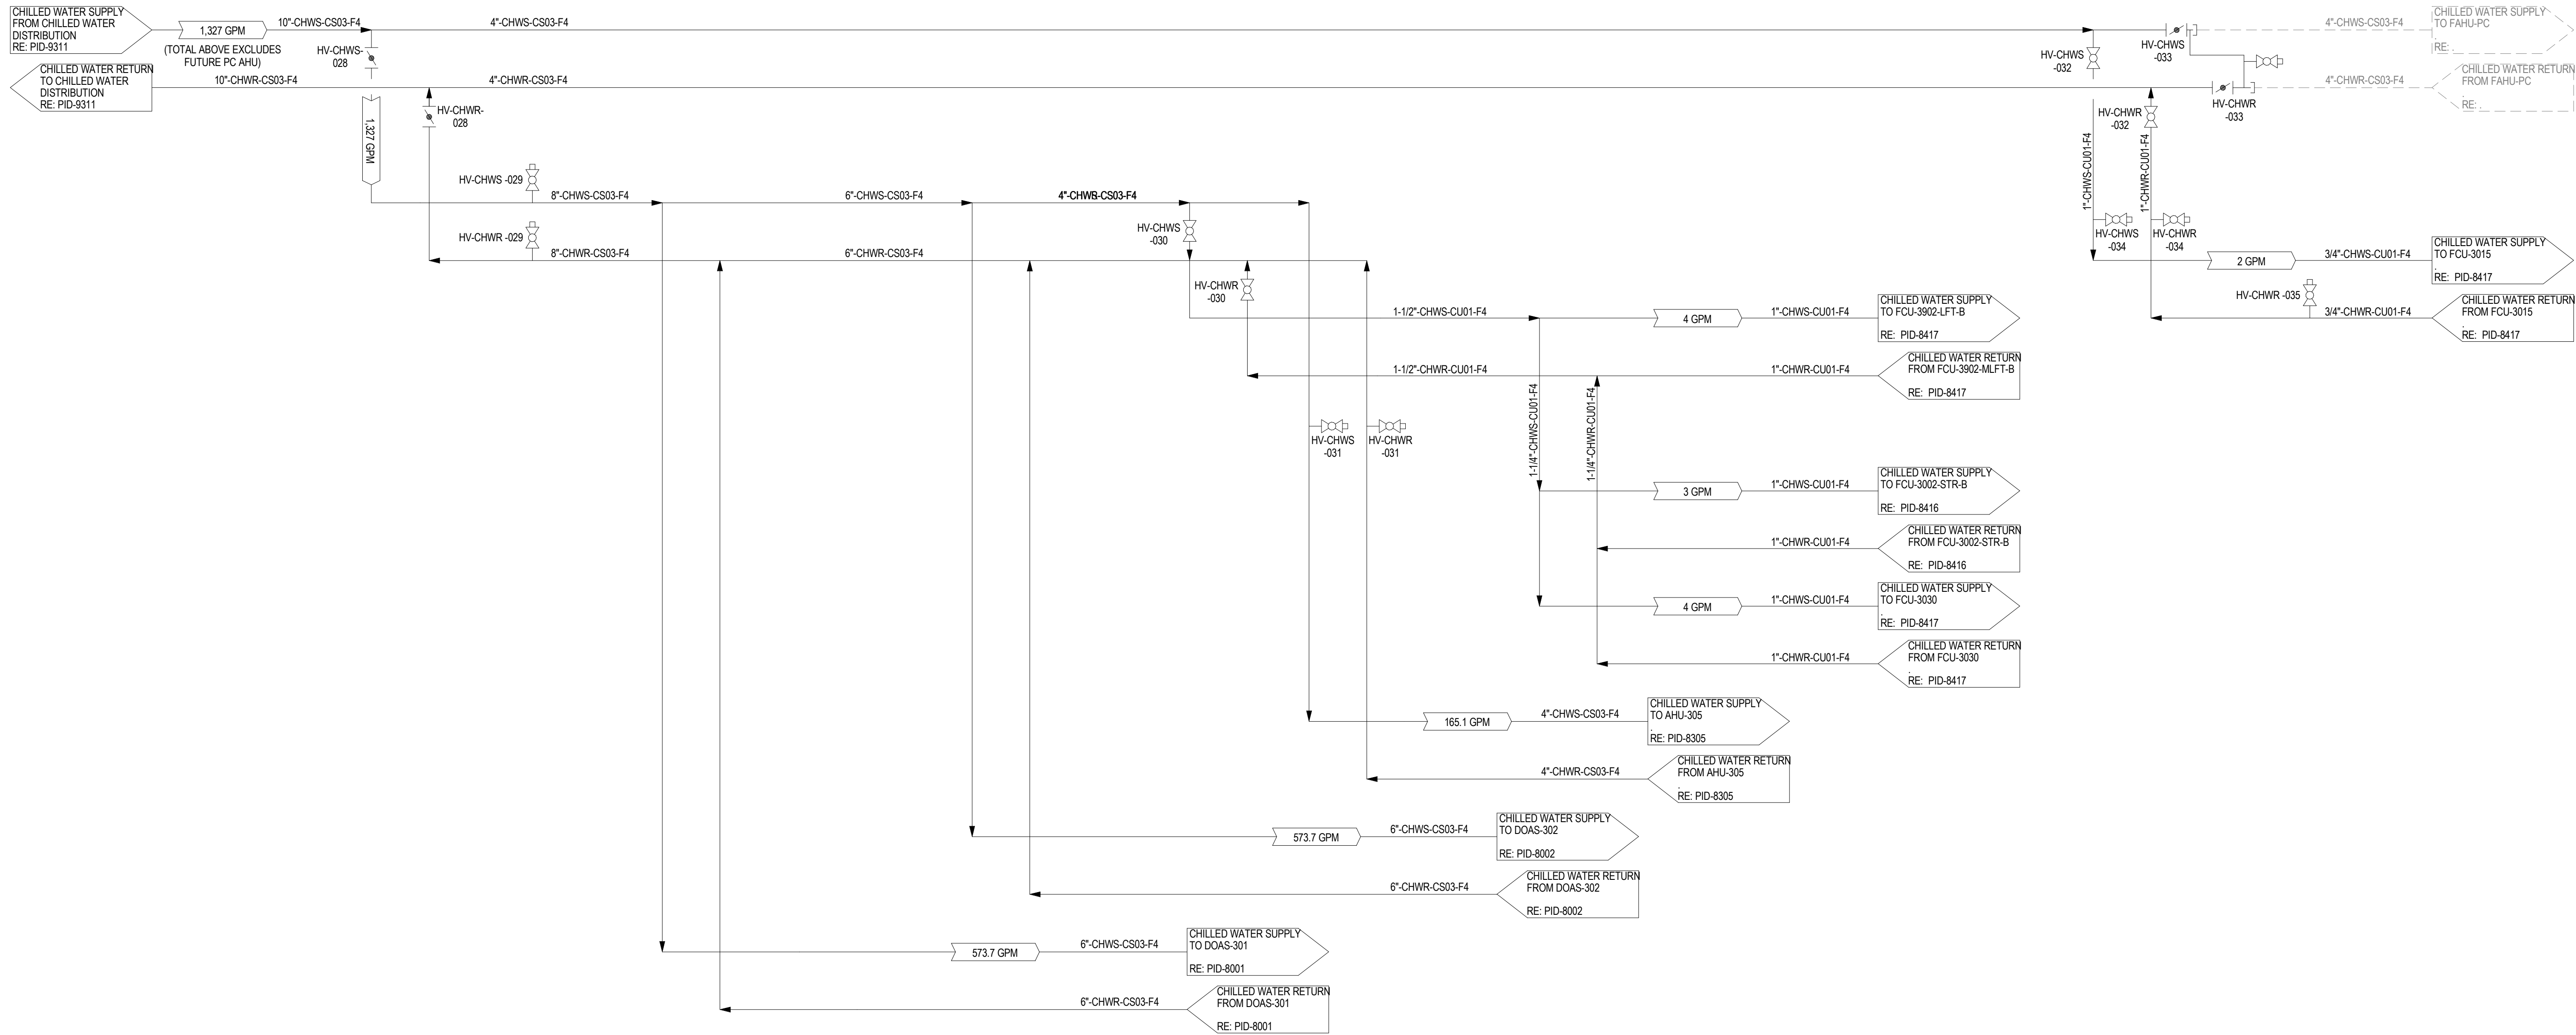 CHILLED WATER SUPPLY
FROM CHILLED WATER
DISTRIBUTION
RE: PID-9311
1,327 GPM
(TOTAL ABOVE EXCLUDES
FUTURE PC AHU)
10"-CHWS-CS03-F4
4"-CHWS-CS03-F4
HV-CHWS-
028
HV-CHWS
-032
HV-CHWS
-033
4"-CHWS-CS03-F4
CHILLED WATER SUPPLY
TO FAHU-PC
.
RE: .
CHILLED WATER RETURN
TO CHILLED WATER
DISTRIBUTION
RE: PID-9311
10"-CHWR-CS03-F4
4"-CHWR-CS03-F4
HV-CHWR-
028
1,327 GPM
HV-CHWR
-032
HV-CHWR
-033
4"-CHWR-CS03-F4
CHILLED WATER RETURN
FROM FAHU-PC
.
RE: .
1"-CHWS-CU01-F4
1"-CHWR-CU01-F4
HV-CHWS -029
8"-CHWS-CS03-F4
6"-CHWS-CS03-F4
HV-CHWR -029
8"-CHWR-CS03-F4
6"-CHWR-CS03-F4
HV-CHWS
-030
HV-CHWR
-030
HV-CHWS
-034
HV-CHWR
-034
2 GPM
3/4"-CHWS-CU01-F4
CHILLED WATER SUPPLY
TO FCU-3015
.
RE: PID-8417
HV-CHWR -035
3/4"-CHWR-CU01-F4
CHILLED WATER RETURN
FROM FCU-3015
.
RE: PID-8417
1-1/2"-CHWS-CU01-F4
4 GPM
1"-CHWS-CU01-F4
CHILLED WATER SUPPLY
TO FCU-3902-LFT-B
RE: PID-8417
1-1/2"-CHWR-CU01-F4
1"-CHWR-CU01-F4
CHILLED WATER RETURN
FROM FCU-3902-MLFT-B
RE: PID-8417
HV-CHWS
-031
HV-CHWR
-031
1-1/4"-CHWS-CU01-F4
1-1/4"-CHWR-CU01-F4
3 GPM
1"-CHWS-CU01-F4
CHILLED WATER SUPPLY
TO FCU-3002-STR-B
RE: PID-8416
1"-CHWR-CU01-F4
CHILLED WATER RETURN
FROM FCU-3002-STR-B
RE: PID-8416
4 GPM
1"-CHWS-CU01-F4
CHILLED WATER SUPPLY
TO FCU-3030
.
RE: PID-8417
1"-CHWR-CU01-F4
CHILLED WATER RETURN
FROM FCU-3030
.
RE: PID-8417
165.1 GPM
4"-CHWS-CS03-F4
CHILLED WATER SUPPLY
TO AHU-305
.
RE: PID-8305
4"-CHWR-CS03-F4
CHILLED WATER RETURN
FROM AHU-305
.
RE: PID-8305
573.7 GPM
6"-CHWS-CS03-F4
CHILLED WATER SUPPLY
TO DOAS-302
RE: PID-8002
6"-CHWR-CS03-F4
CHILLED WATER RETURN
FROM DOAS-302
RE: PID-8002
573.7 GPM
6"-CHWS-CS03-F4
CHILLED WATER SUPPLY
TO DOAS-301
RE: PID-8001
6"-CHWR-CS03-F4
CHILLED WATER RETURN
FROM DOAS-301
RE: PID-8001